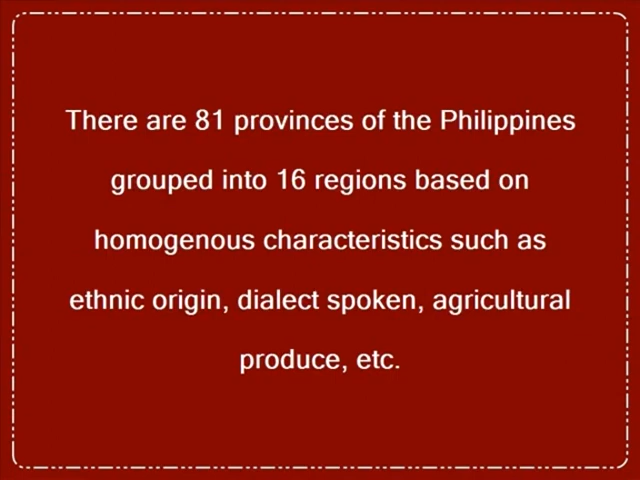 There are 81 provinces of the Philippines
grouped into 16 regions based on
homogenous characteristics such as
ethnic origin, dialect spoken, agricultural
produce, etc.